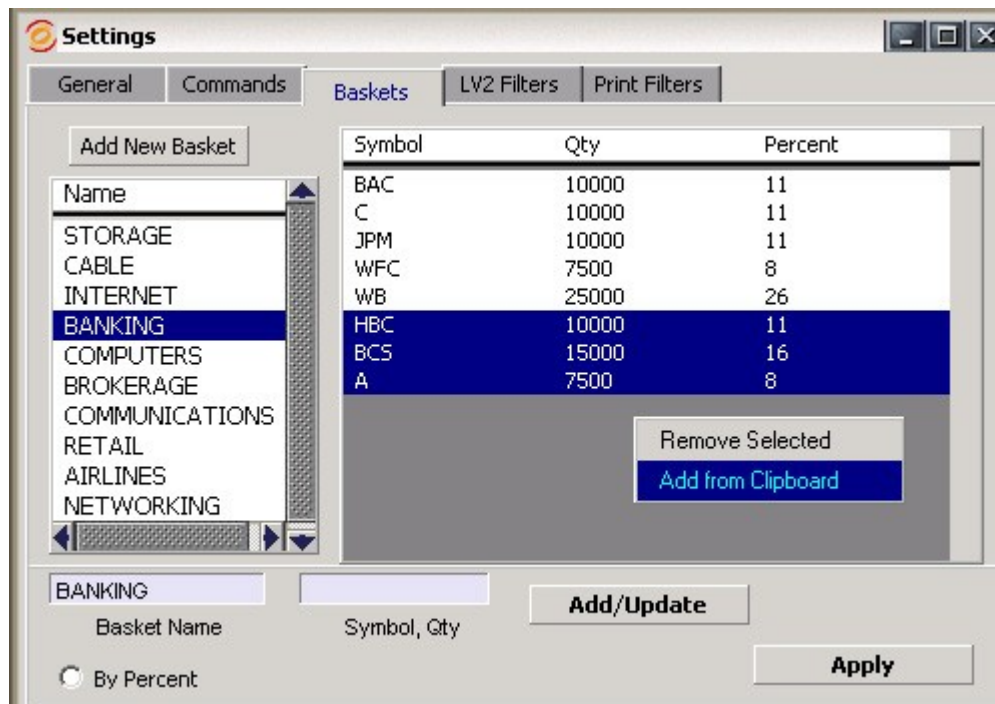 Settings
General Commands Baskets LV2 Filters Print Filters
Add New Basket
Name
STORAGE
CABLE
INTERNET
BANKING
COMPUTERS
BROKERAGE
COMMUNICATIONS
RETAIL
AIRLINES
NETWORKING
Symbol Qty Percent
BAC 10000 11
C 10000 11
JPM 10000 11
WFC 7500 8
WB 25000 26
HBC 10000 11
BCS 15000 16
A 7500 8
Remove Selected
Add from Clipboard
BANKING
Basket Name Symbol, Qty
Add/Update
By Percent
Apply